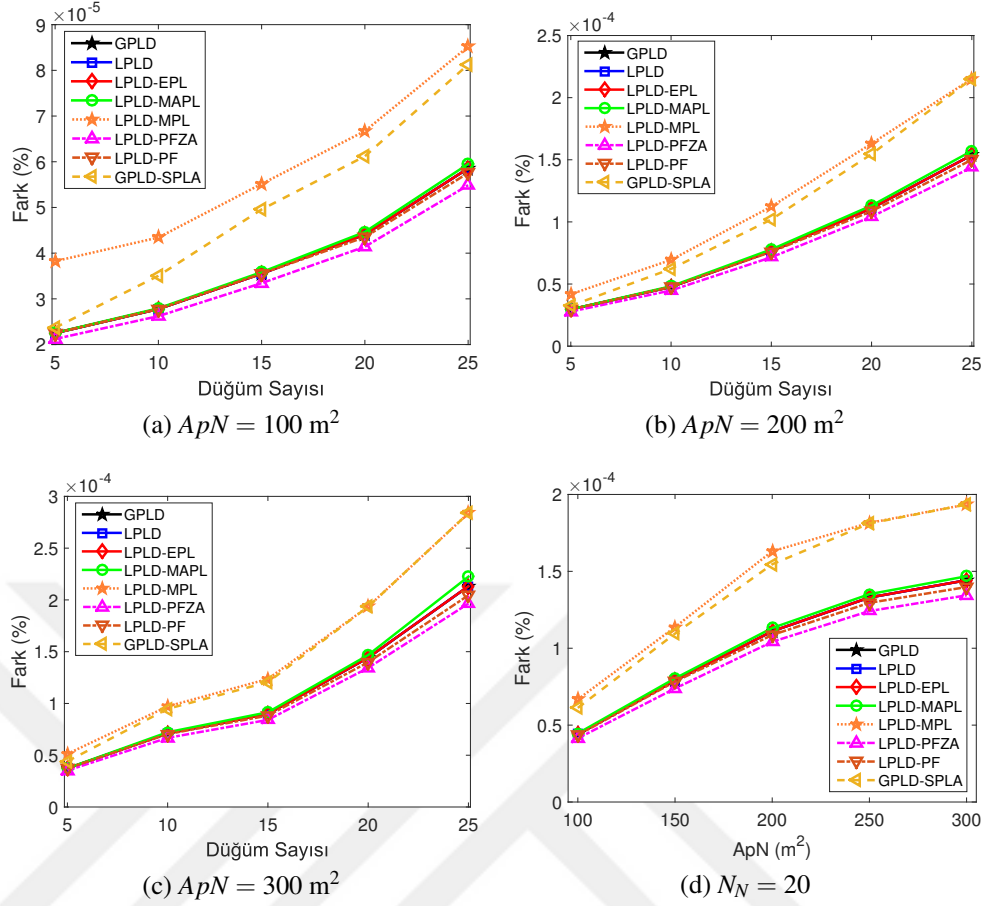 ×10⁻⁵
9
8
7
6
5
4
3
2
Fark (%)
GPLD
LPLD
LPLD-EPL
LPLD-MAPL
LPLD-MPL
LPLD-PFZA
LPLD-PF
GPLD-SPLA
5 10 15 20 25
Düğüm Sayısı
(a) ApN = 100 m²
×10⁻⁴
2.5
2
1.5
1
0.5
0
Fark (%)
GPLD
LPLD
LPLD-EPL
LPLD-MAPL
LPLD-MPL
LPLD-PFZA
LPLD-PF
GPLD-SPLA
5 10 15 20 25
Düğüm Sayısı
(b) ApN = 200 m²
×10⁻⁴
3
2.5
2
1.5
1
0.5
0
Fark (%)
GPLD
LPLD
LPLD-EPL
LPLD-MAPL
LPLD-MPL
LPLD-PFZA
LPLD-PF
GPLD-SPLA
5 10 15 20 25
Düğüm Sayısı
(c) ApN = 300 m²
×10⁻⁴
2
1.5
1
0.5
0
Fark (%)
GPLD
LPLD
LPLD-EPL
LPLD-MAPL
LPLD-MPL
LPLD-PFZA
LPLD-PF
GPLD-SPLA
100 150 200 250 300
ApN (m²)
(d) N_N = 20